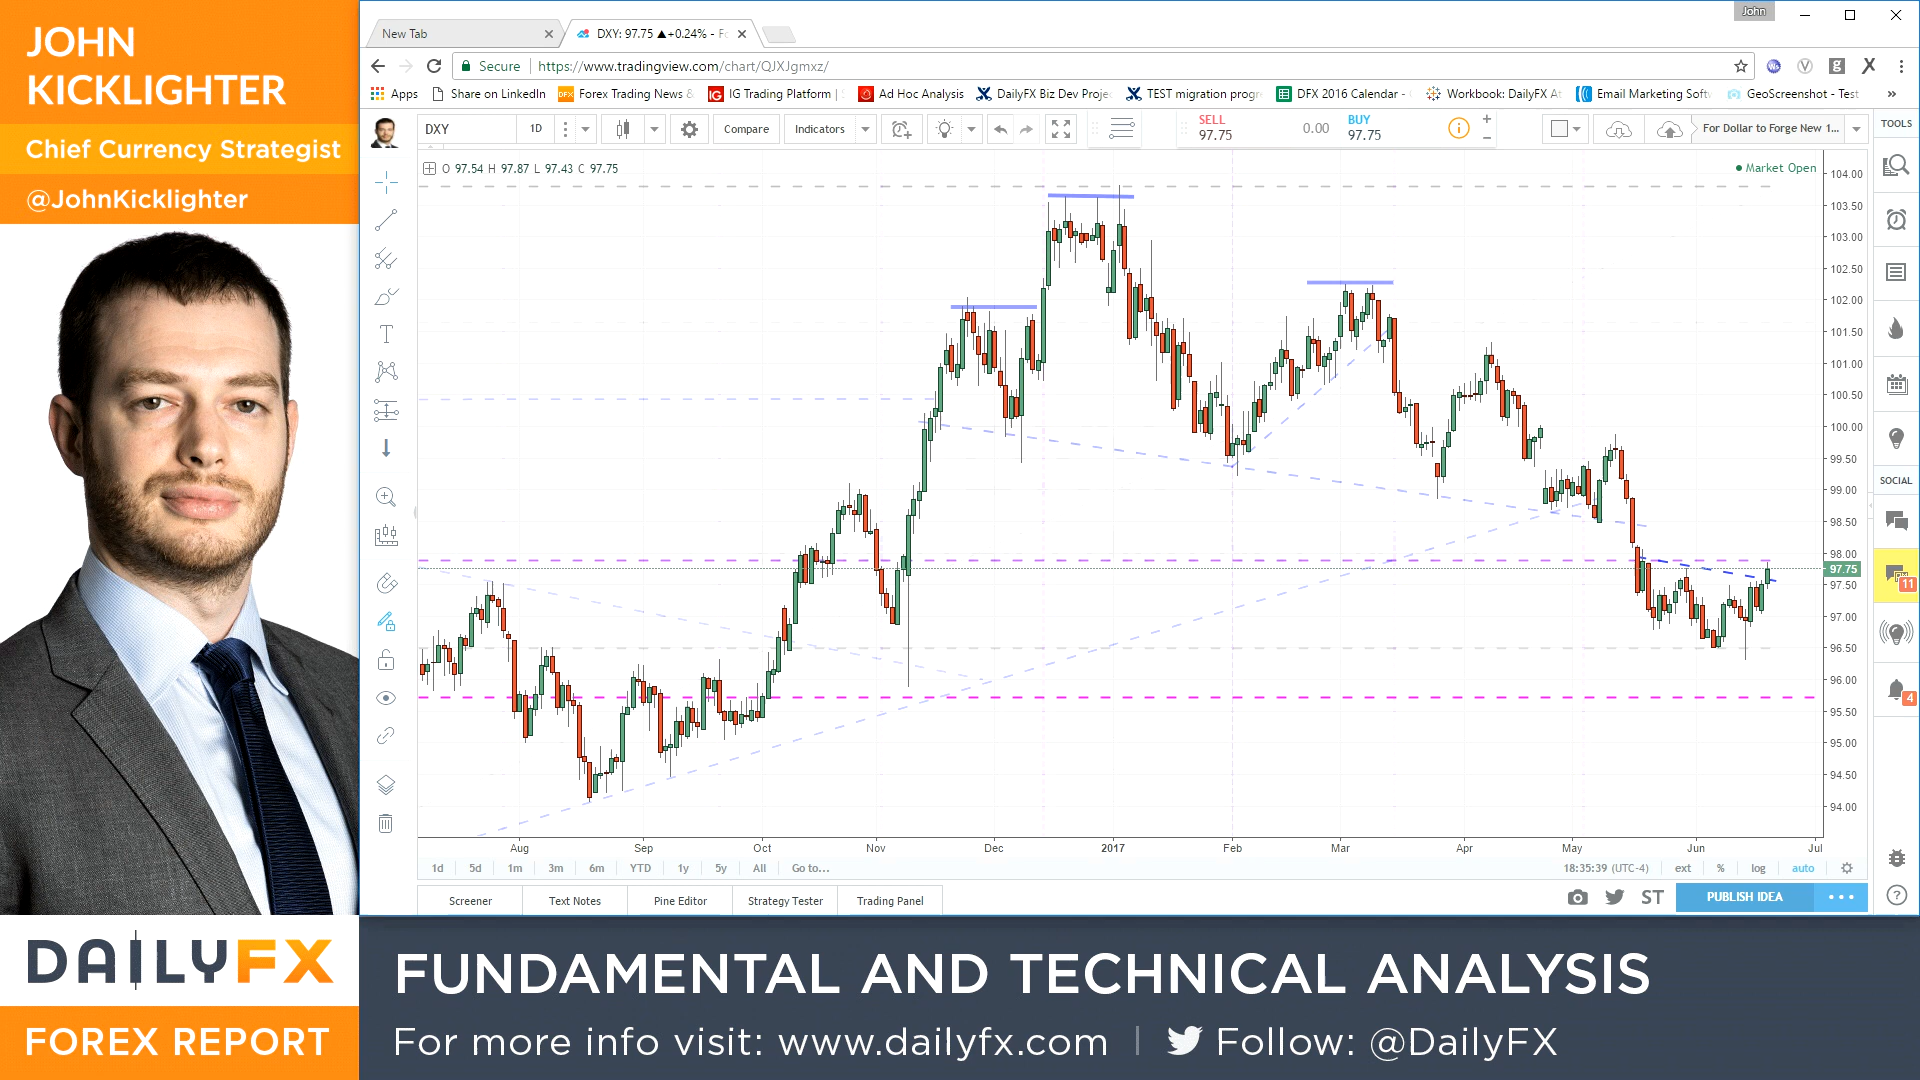 JOHN
KICKLIGHTER
Chief Currency Strategist
@JohnKicklighter
John
New Tab
DXY: 97.75 ▲+0.24% - Fo
Secure
https://www.tradingview.com/chart/QJXJgmxz/
Apps
Share on LinkedIn
DFX
Forex Trading News &
IG
IG Trading Platform |
Ad Hoc Analysis
DailyFX Biz Dev Proje
TEST migration progr
DFX 2016 Calendar -
Workbook: DailyFX At
Email Marketing Softw
GeoScreenshot - Test
»
DXY
1D
Compare
Indicators
SELL
97.75
0.00
BUY
97.75
For Dollar to Forge New 1...
TOOLS
O 97.54 H 97.87 L 97.43 C 97.75
Market Open
104.00
103.50
103.00
102.50
102.00
101.50
101.00
100.50
100.00
99.50
99.00
98.50
98.00
97.75
97.50
97.00
96.50
96.00
95.50
95.00
94.50
94.00
SOCIAL
11
4
Aug
Sep
Oct
Nov
Dec
2017
Feb
Mar
Apr
May
Jun
Jul
1d
5d
1m
3m
6m
YTD
1y
5y
All
Go to...
18:35:39 (UTC-4)
ext
%
log
auto
Screener
Text Notes
Pine Editor
Strategy Tester
Trading Panel
ST
PUBLISH IDEA
DAILYFX
FOREX REPORT
FUNDAMENTAL AND TECHNICAL ANALYSIS
For more info visit: www.dailyfx.com | Follow: @DailyFX